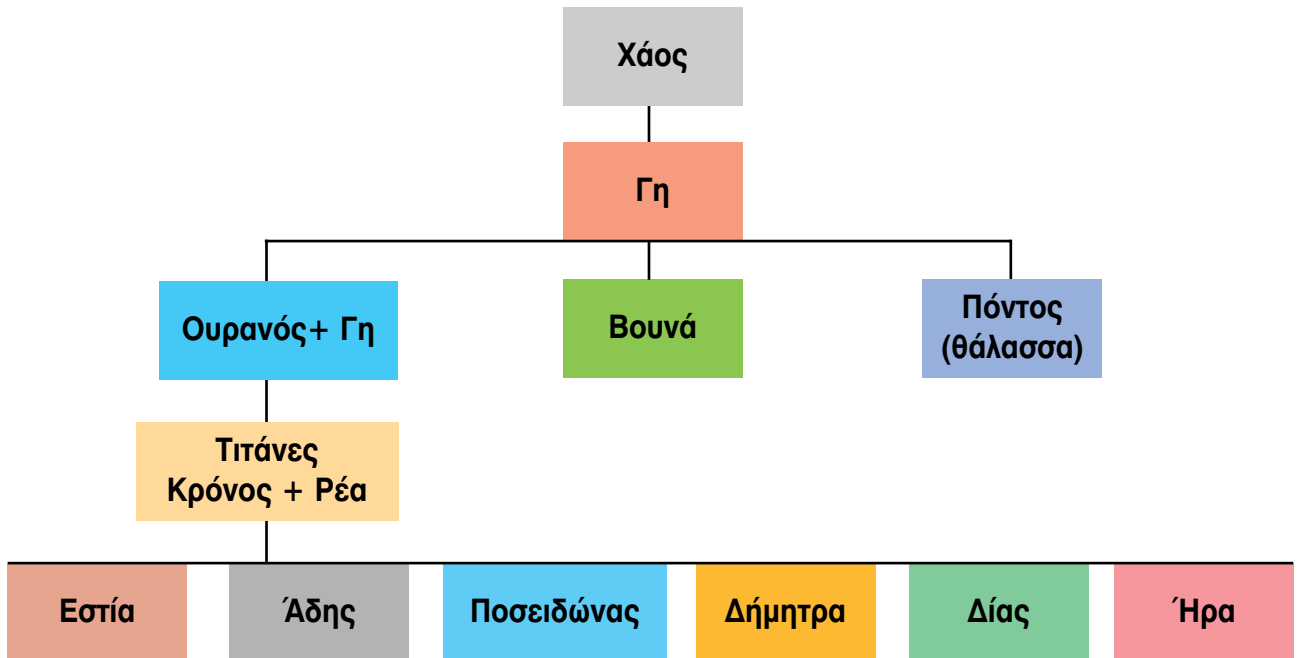 Χάος
Γη
Ουρανός+ Γη
Βουνά
Πόντος
(θάλασσα)
Τιτάνες
Κρόνος + Ρέα
Εστία
Άδης
Ποσειδώνας
Δήμητρα
Δίας
Ήρα